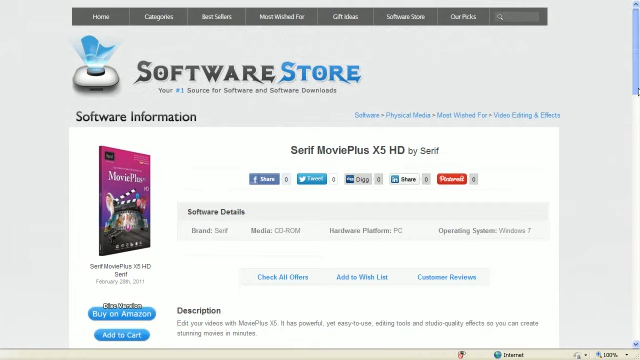 Home Categories Best Sellers Most Wished For Gift Ideas Software Store Our Picks
SOFTWARE STORE
Your #1 Source for Software and Software Downloads
Software Information
Software > Physical Media > Most Wished For > Video Editing & Effects
Serif MoviePlus X5 HD by Serif
Share 0 Tweet 0 Digg 0 Share 0 Pinterest 0
Software Details
Brand: Serif Media: CD-ROM Hardware Platform: PC Operating System: Windows 7
MoviePlus
Serif MoviePlus X5 HD
Serif
February 28th, 2011
Check All Offers Add to Wish List Customer Reviews
Disc Version
Buy on Amazon
Add to Cart
Description
Edit your videos with MoviePlus X5. It has powerful, yet easy-to-use, editing tools and studio-quality effects so you can create
stunning movies in minutes.
Internet 100%